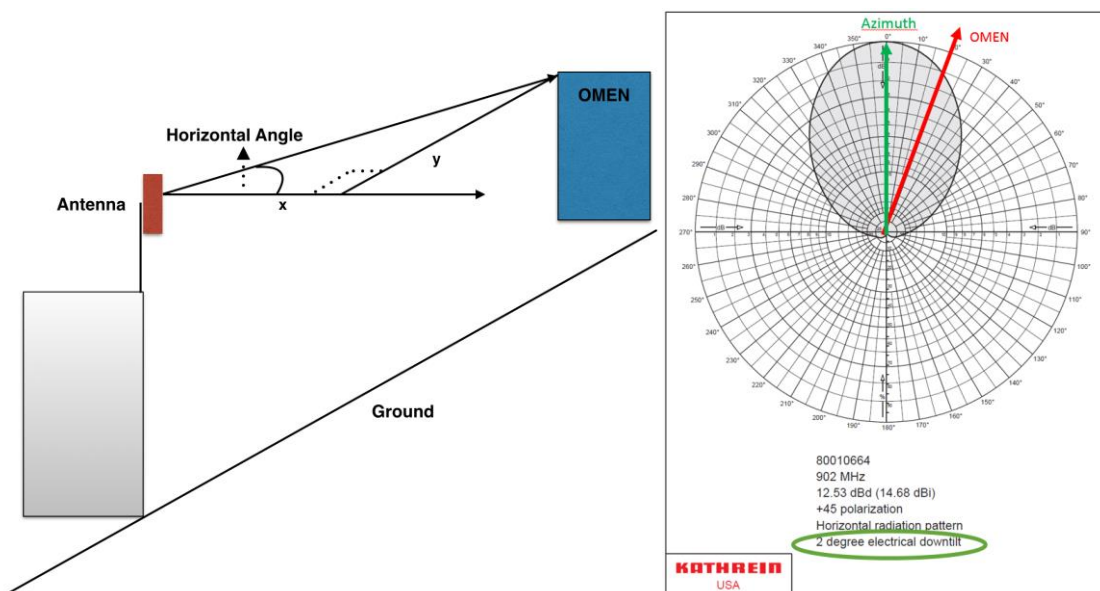 OMEN
Horizontal Angle
y
Antenna
x
Ground
Azimuth
OMEN
350° 0° 10°
340°
330° 30°
320° 40°
310° 50°
300° 60°
290° 70°
280° 80°
270° dB dB 90°
260° 100°
250° 110°
240° 120°
230° 130°
220° 140°
210° 150°
200° 160°
190° 180° 170°
80010664
902 MHz
12.53 dBd (14.68 dBi)
+45 polarization
Horizontal radiation pattern
2 degree electrical downtilt
KATHREIN
USA